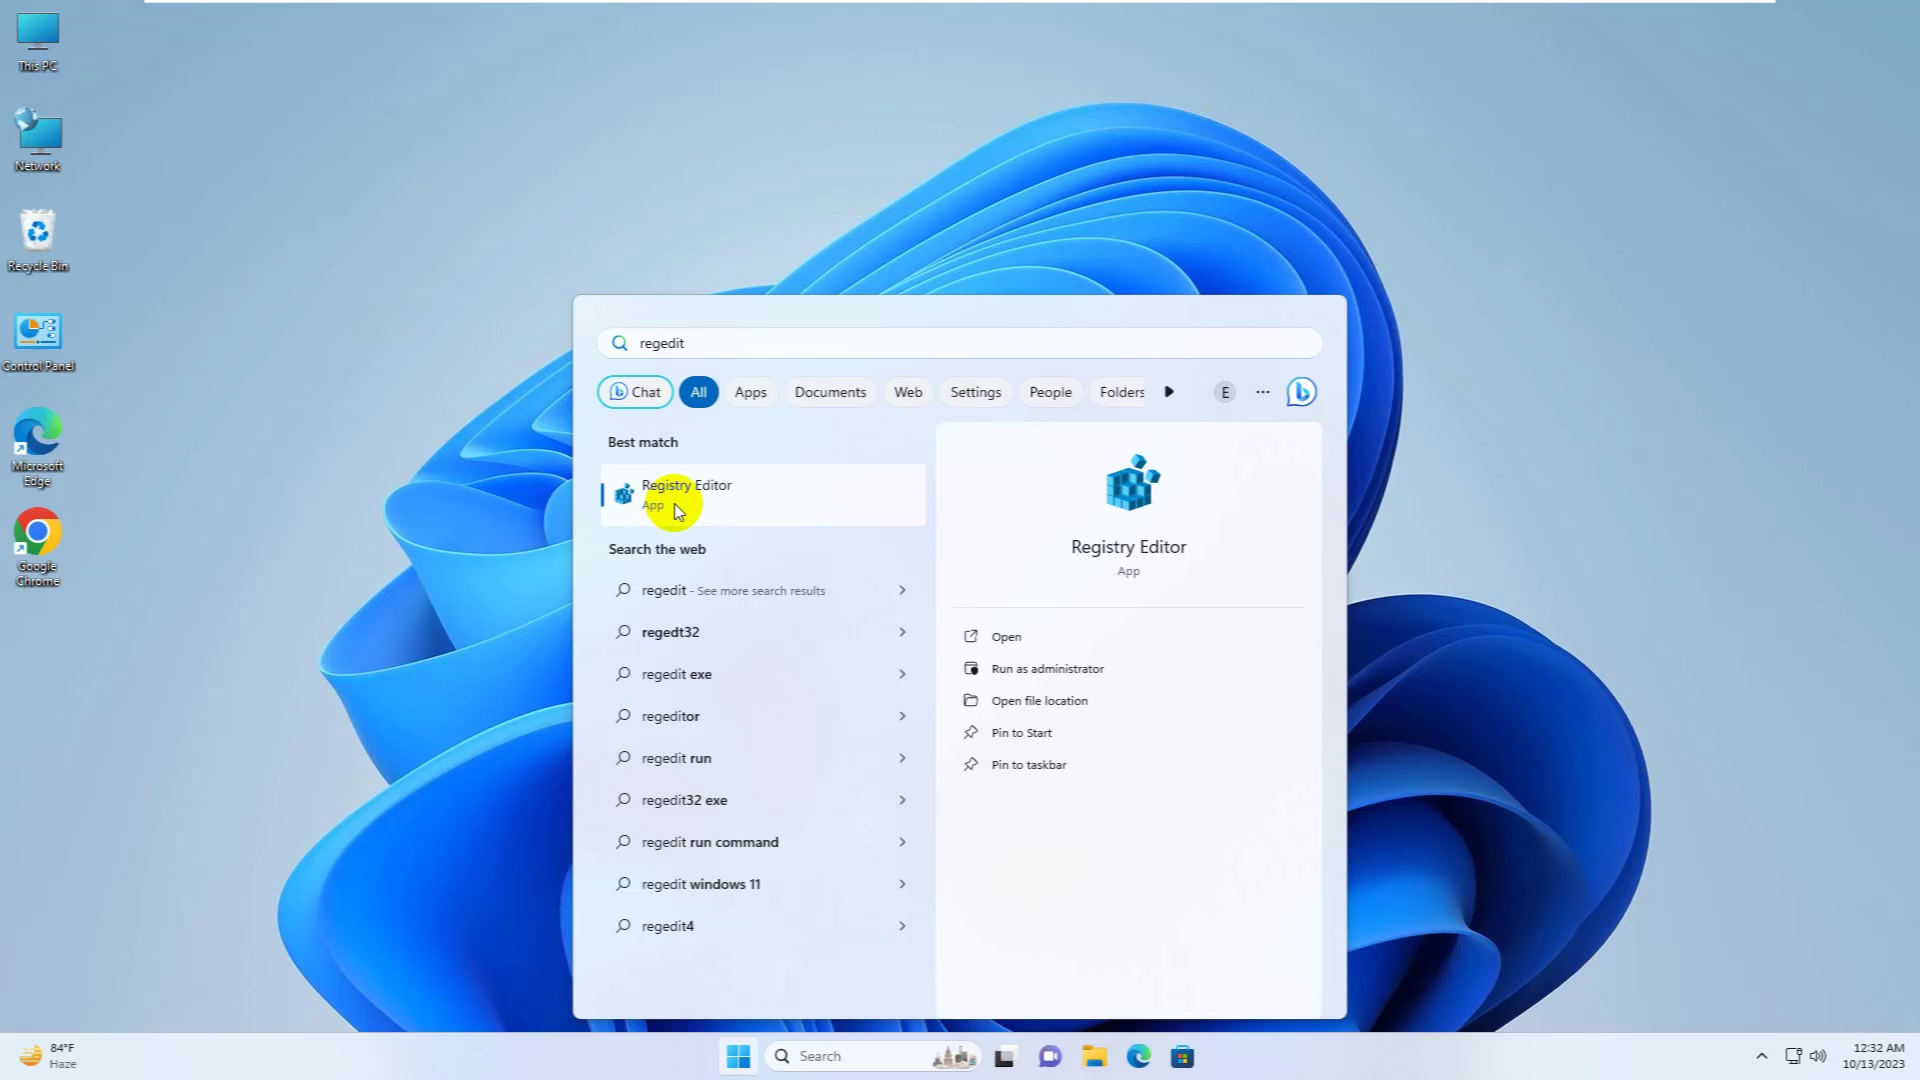 This PC
Network
Recycle Bin
Control Panel
Microsoft
Edge
Google
Chrome
regedit
Chat
All
Apps
Documents
Web
Settings
People
Folders
E
Best match
Registry Editor
App
Search the web
regedit - See more search results
regedt32
regedit exe
regeditor
regedit run
regedit32 exe
regedit run command
regedit windows 11
regedit4
Registry Editor
App
Open
Run as administrator
Open file location
Pin to Start
Pin to taskbar
84°F
Haze
Search
12:32 AM
10/13/2023